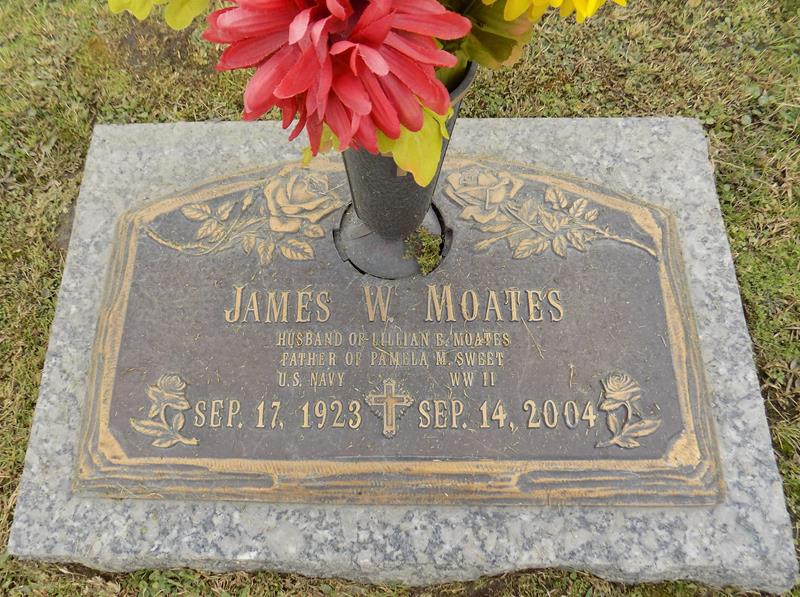 JAMES W. MOATES
HUSBAND OF LILLIAN E. MOATES
FATHER OF PAMELA M. SWEET
U.S. NAVY WW II
SEP. 17, 1923 SEP. 14, 2004